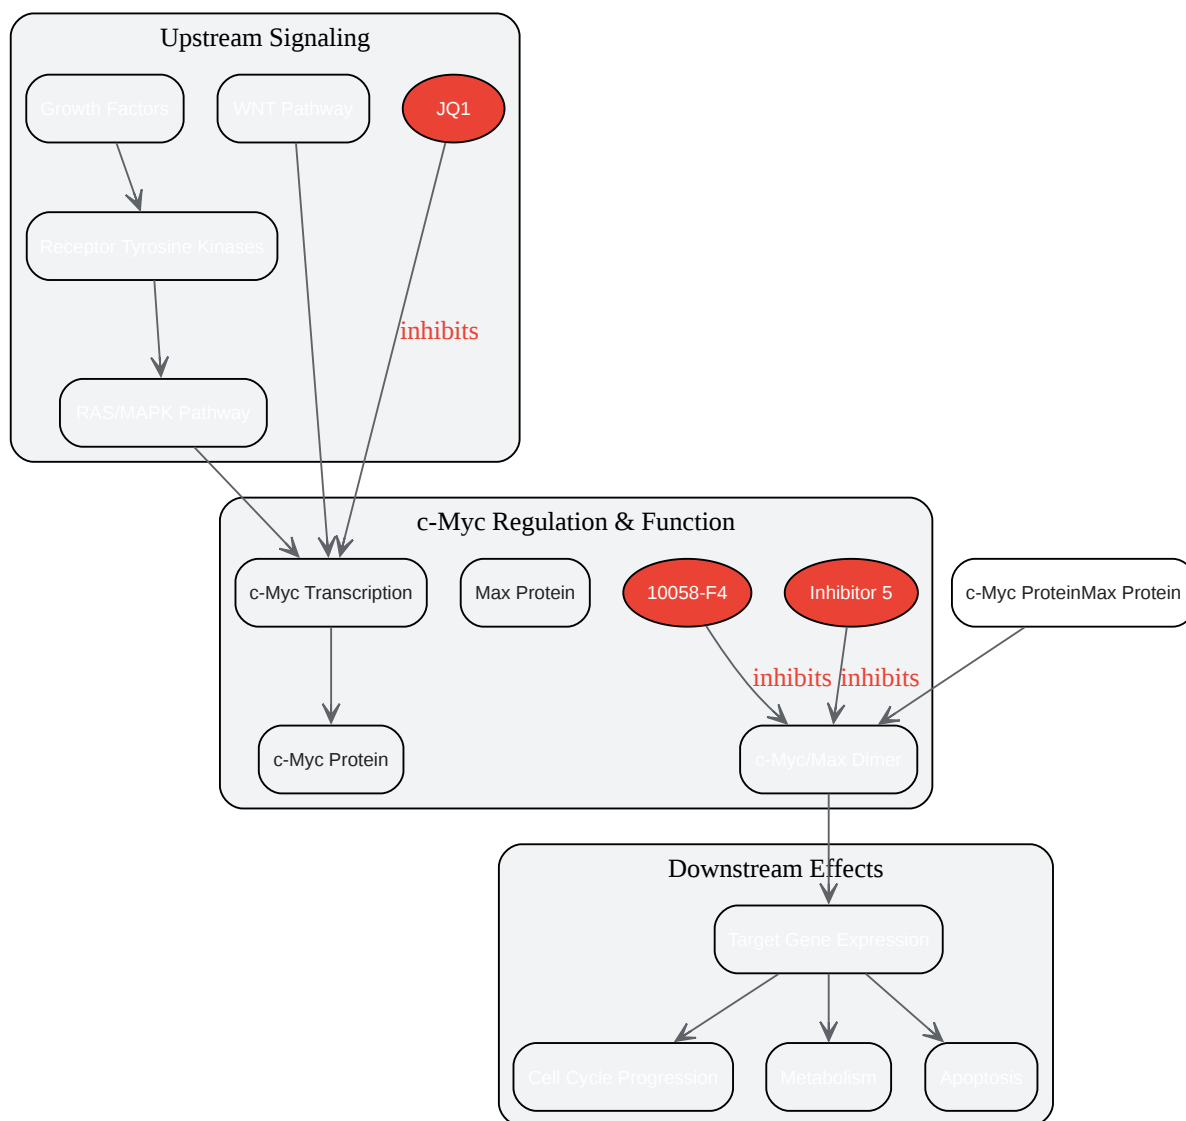 Upstream Signaling
Growth Factors
WNT Pathway
JQ1
Receptor Tyrosine Kinases
inhibits
RAS/MAPK Pathway
c-Myc Regulation & Function
c-Myc Transcription
Max Protein
10058-F4
Inhibitor 5
c-Myc ProteinMax Protein
inhibits
inhibits
c-Myc Protein
c-Myc/Max Dimer
Downstream Effects
Target Gene Expression
Cell Cycle Progression
Metabolism
Apoptosis